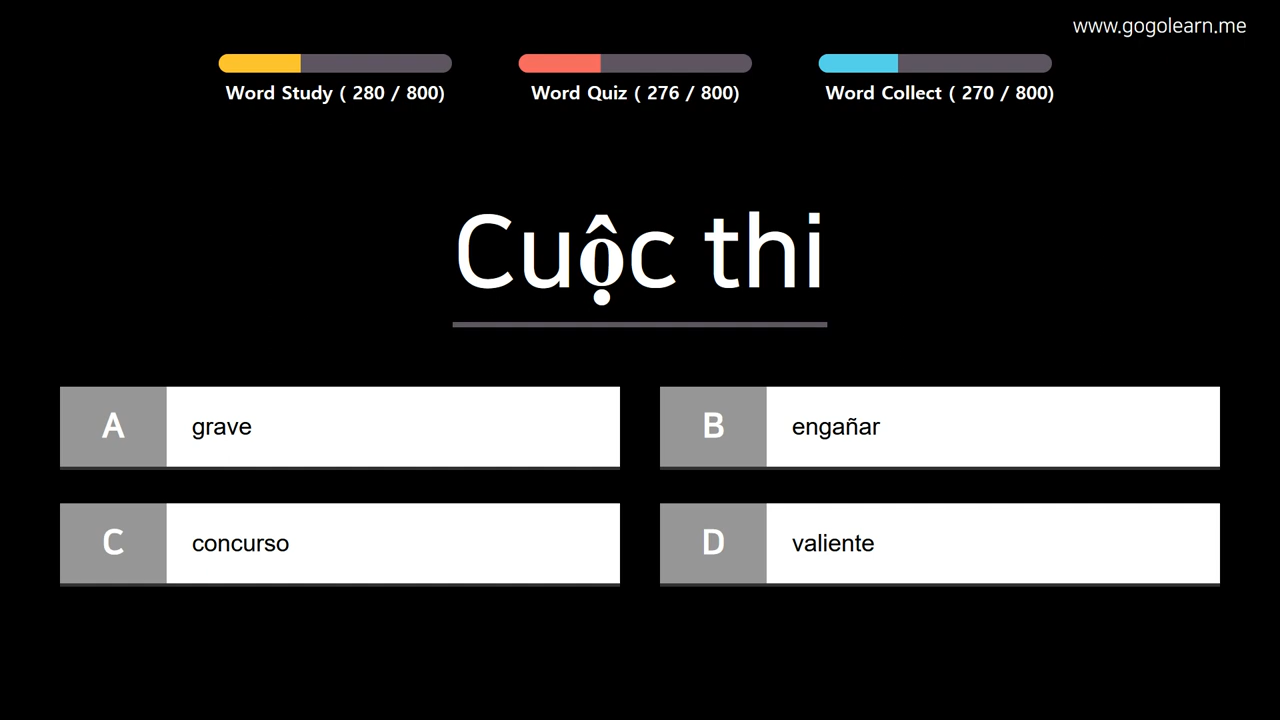 www.gogolearn.me
Word Study ( 280 / 800)
Word Quiz ( 276 / 800)
Word Collect ( 270 / 800)
Cuộc thi
A grave
B engañar
C concurso
D valiente